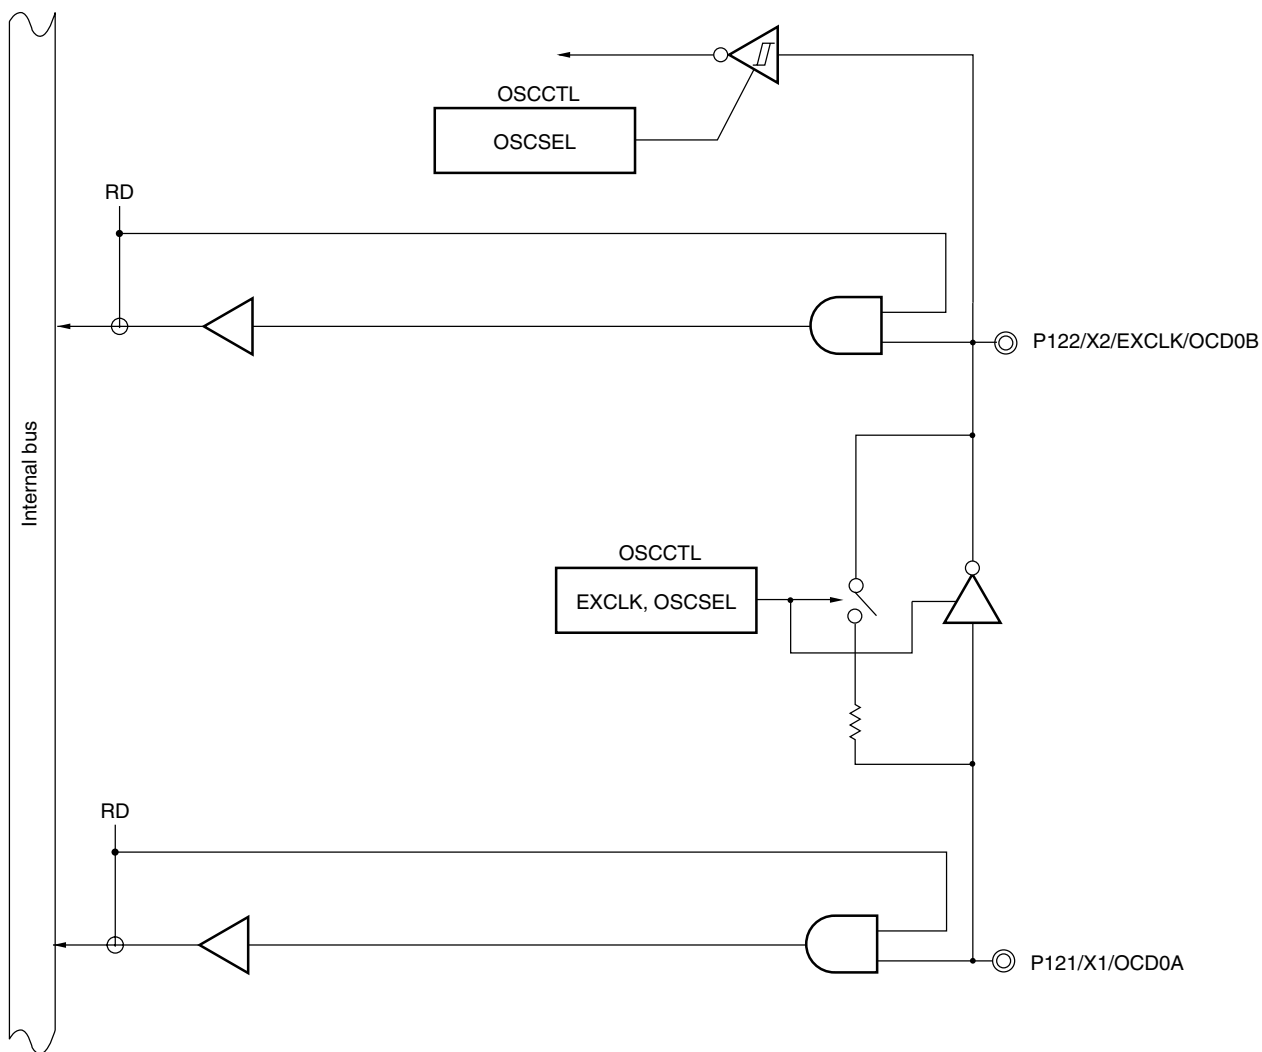 OSCCTL
OSCSEL
RD
P122/X2/EXCLK/OCD0B
Internal bus
OSCCTL
EXCLK, OSCSEL
RD
P121/X1/OCD0A